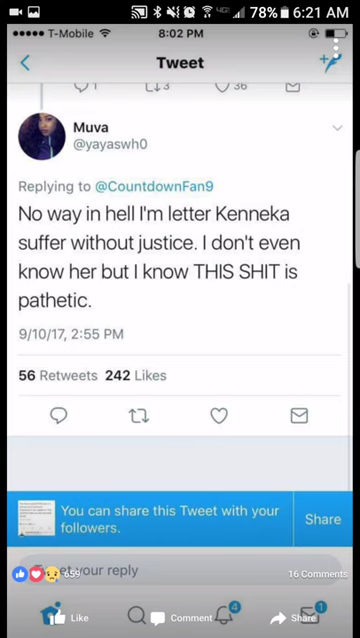 4G 78% 6:21 AM
T-Mobile 8:02 PM
Tweet
1 3 36
Muva
@yayaswh0
Replying to @CountdownFan9
No way in hell I'm letter Kenneka
suffer without justice. I don't even
know her but I know THIS SHIT is
pathetic.
9/10/17, 2:55 PM
56 Retweets 242 Likes
You can share this Tweet with your
followers.
Share
your reply
659 16 Comments
4 1
Like Comment Share